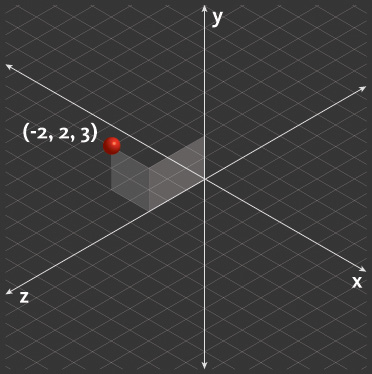 y
(-2, 2, 3)
x
z